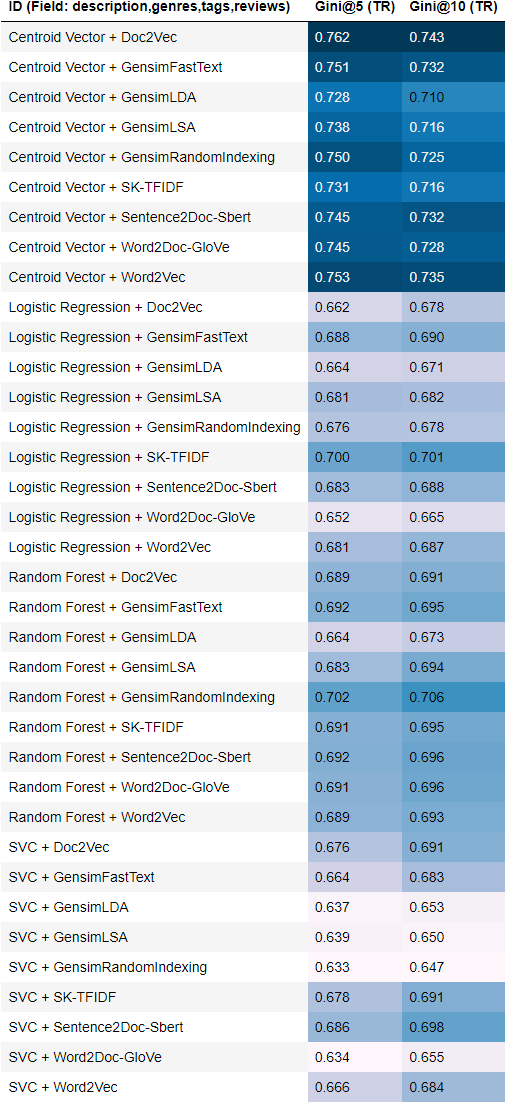 ID (Field: description,genres,tags,reviews) Gini@5 (TR) Gini@10 (TR)
Centroid Vector + Doc2Vec 0.762 0.743
Centroid Vector + GensimFastText 0.751 0.732
Centroid Vector + GensimLDA 0.728 0.710
Centroid Vector + GensimLSA 0.738 0.716
Centroid Vector + GensimRandomIndexing 0.750 0.725
Centroid Vector + SK-TFIDF 0.731 0.716
Centroid Vector + Sentence2Doc-Sbert 0.745 0.732
Centroid Vector + Word2Doc-GloVe 0.745 0.728
Centroid Vector + Word2Vec 0.753 0.735
Logistic Regression + Doc2Vec 0.662 0.678
Logistic Regression + GensimFastText 0.688 0.690
Logistic Regression + GensimLDA 0.664 0.671
Logistic Regression + GensimLSA 0.681 0.682
Logistic Regression + GensimRandomIndexing 0.676 0.678
Logistic Regression + SK-TFIDF 0.700 0.701
Logistic Regression + Sentence2Doc-Sbert 0.683 0.688
Logistic Regression + Word2Doc-GloVe 0.652 0.665
Logistic Regression + Word2Vec 0.681 0.687
Random Forest + Doc2Vec 0.689 0.691
Random Forest + GensimFastText 0.692 0.695
Random Forest + GensimLDA 0.664 0.673
Random Forest + GensimLSA 0.683 0.694
Random Forest + GensimRandomIndexing 0.702 0.706
Random Forest + SK-TFIDF 0.691 0.695
Random Forest + Sentence2Doc-Sbert 0.692 0.696
Random Forest + Word2Doc-GloVe 0.691 0.696
Random Forest + Word2Vec 0.689 0.693
SVC + Doc2Vec 0.676 0.691
SVC + GensimFastText 0.664 0.683
SVC + GensimLDA 0.637 0.653
SVC + GensimLSA 0.639 0.650
SVC + GensimRandomIndexing 0.633 0.647
SVC + SK-TFIDF 0.678 0.691
SVC + Sentence2Doc-Sbert 0.686 0.698
SVC + Word2Doc-GloVe 0.634 0.655
SVC + Word2Vec 0.666 0.684